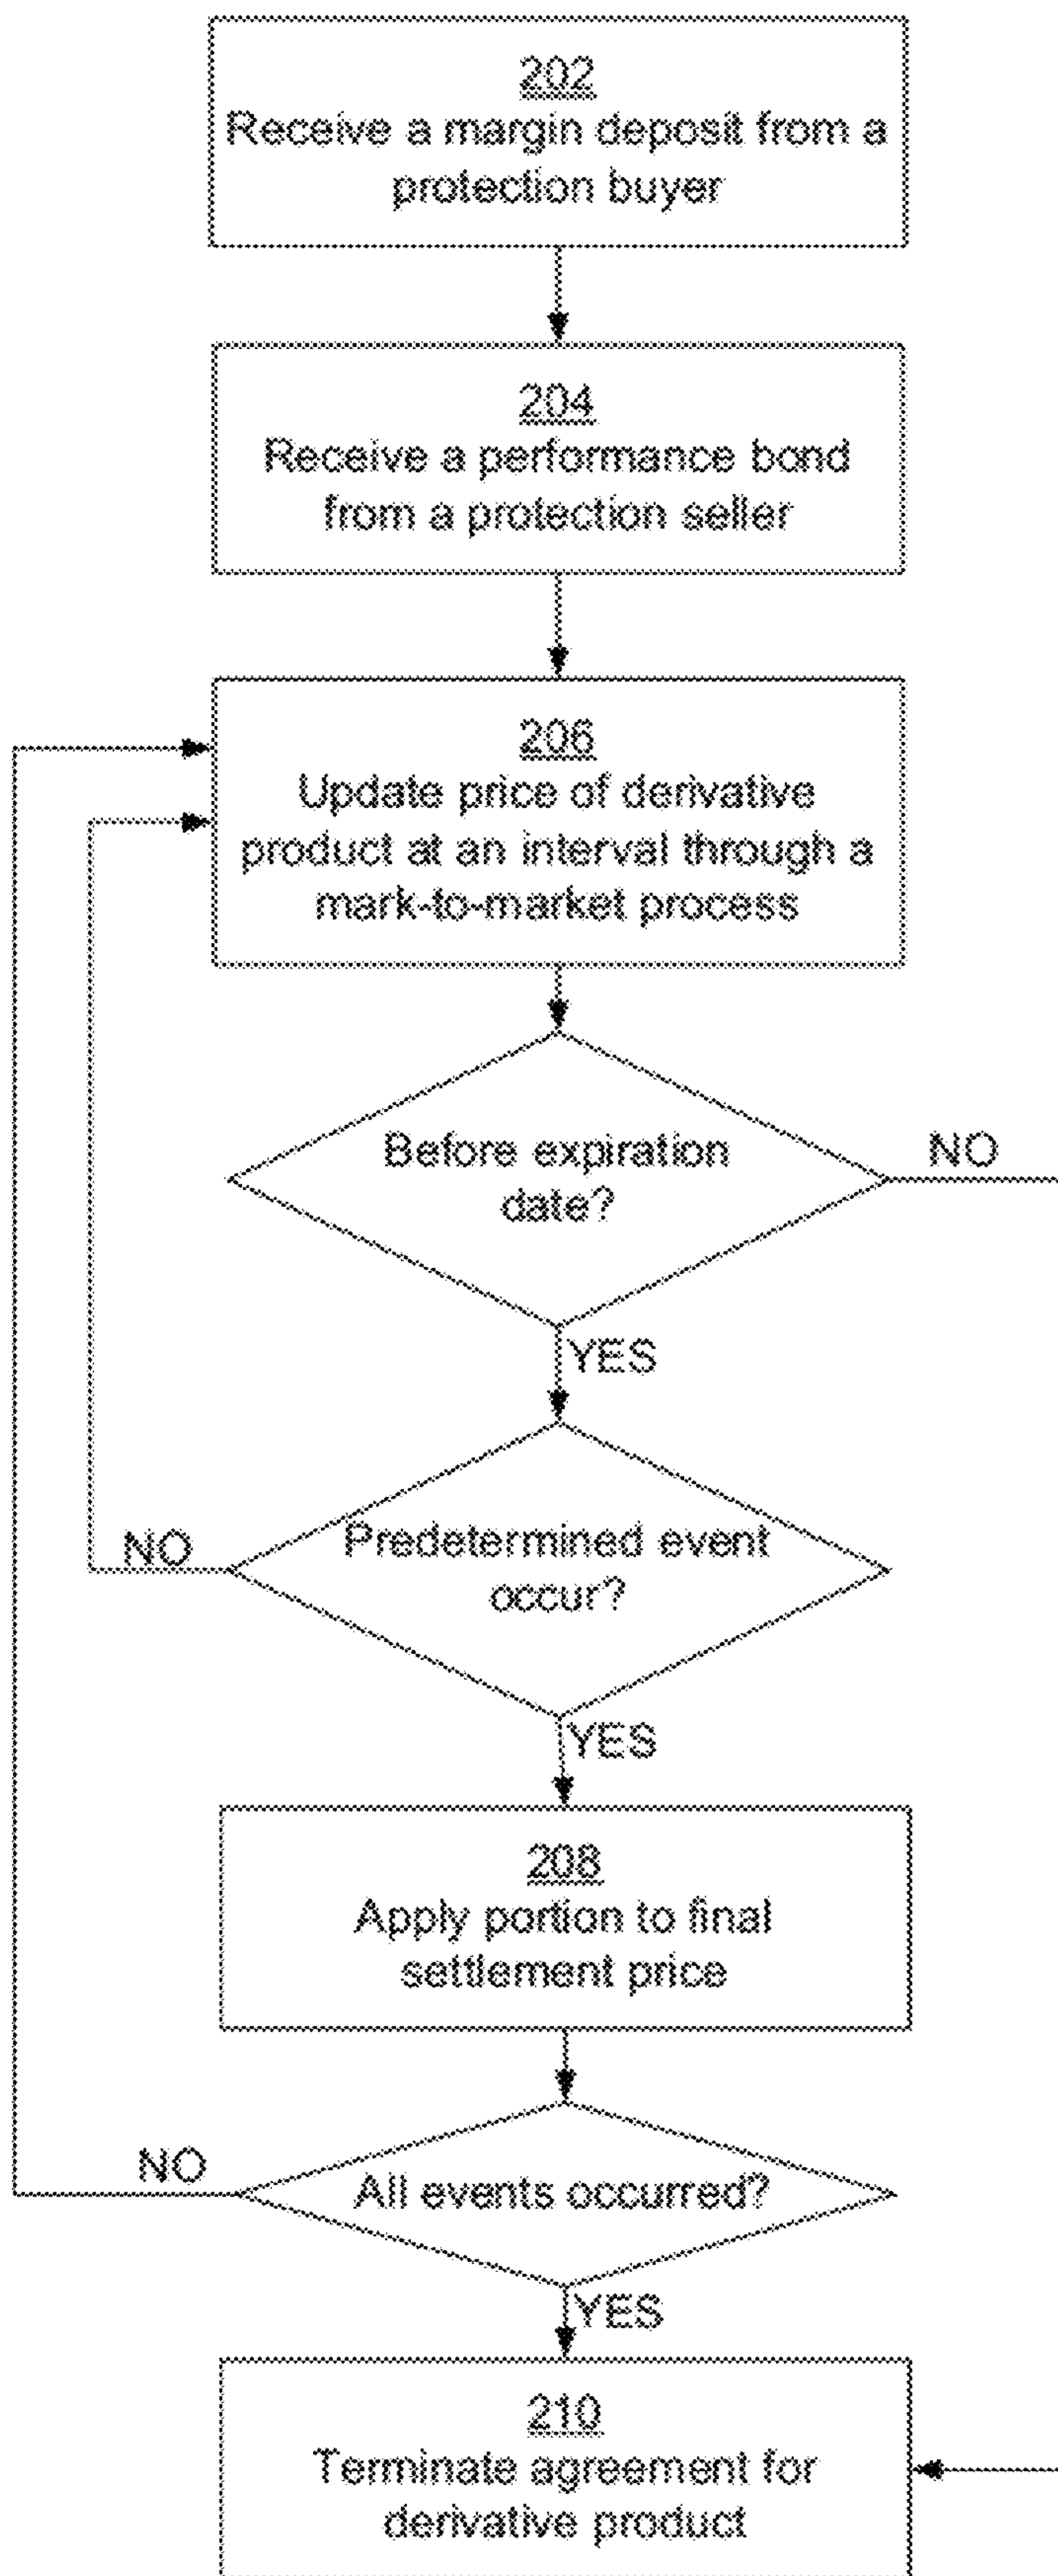 202
Receive a margin deposit from a
protection buyer
204
Receive a performance bond
from a protection seller
206
Update price of derivative
product at an interval through a
mark-to-market process
Before expiration
date?
NO
YES
Predetermined event
occur?
NO
YES
208
Apply portion to final
settlement price
All events occurred?
NO
YES
210
Terminate agreement for
derivative product